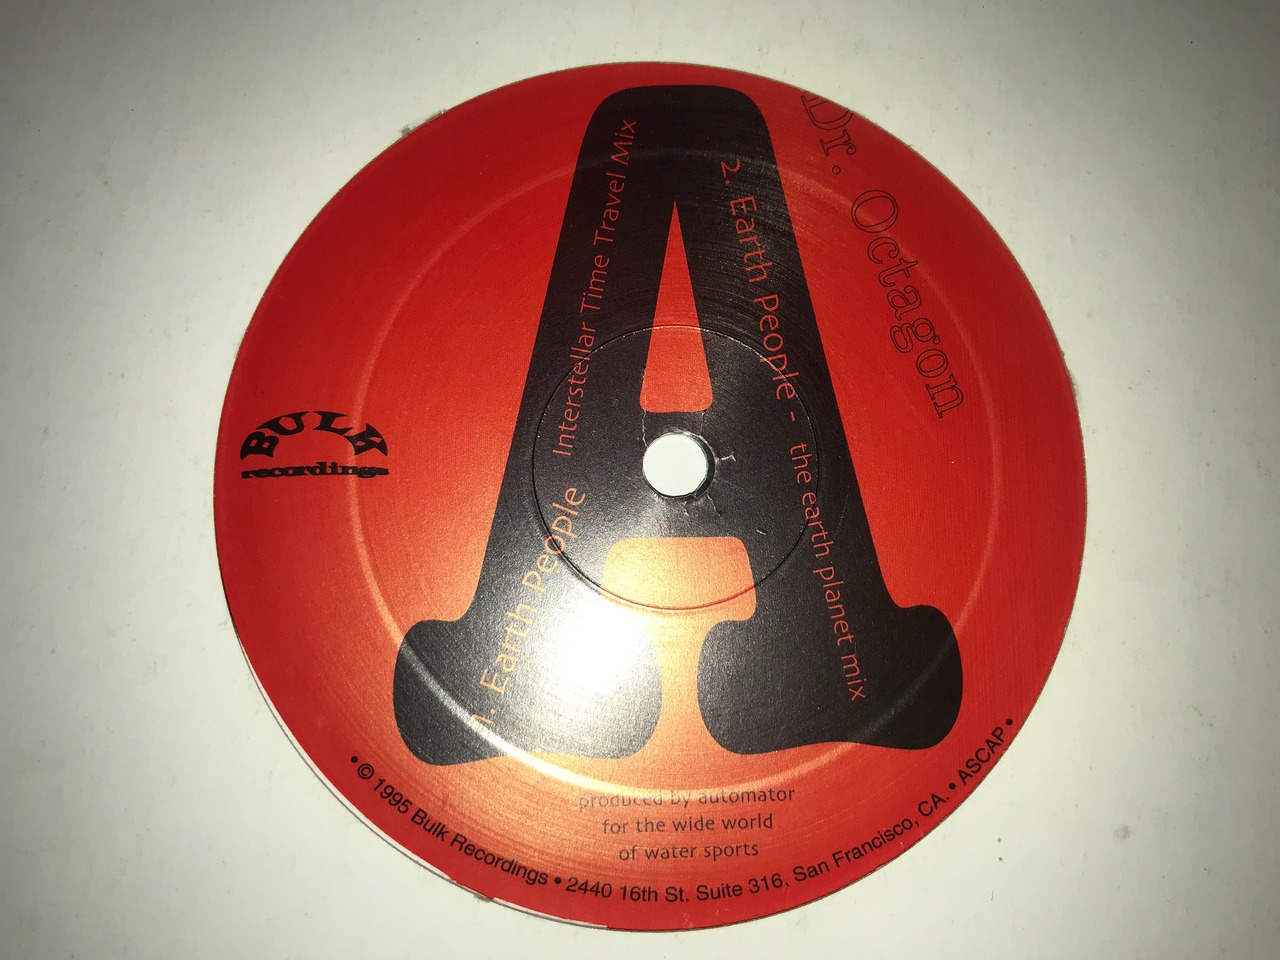 A
Dr. Octagon
1. Earth People Interstellar Time Travel Mix
2. Earth People - the earth planet mix
BULK
recordings
produced by automator
for the wide world
of water sports
• © 1995 Bulk Recordings • 2440 16th St. Suite 316, San Francisco, CA. • ASCAP •